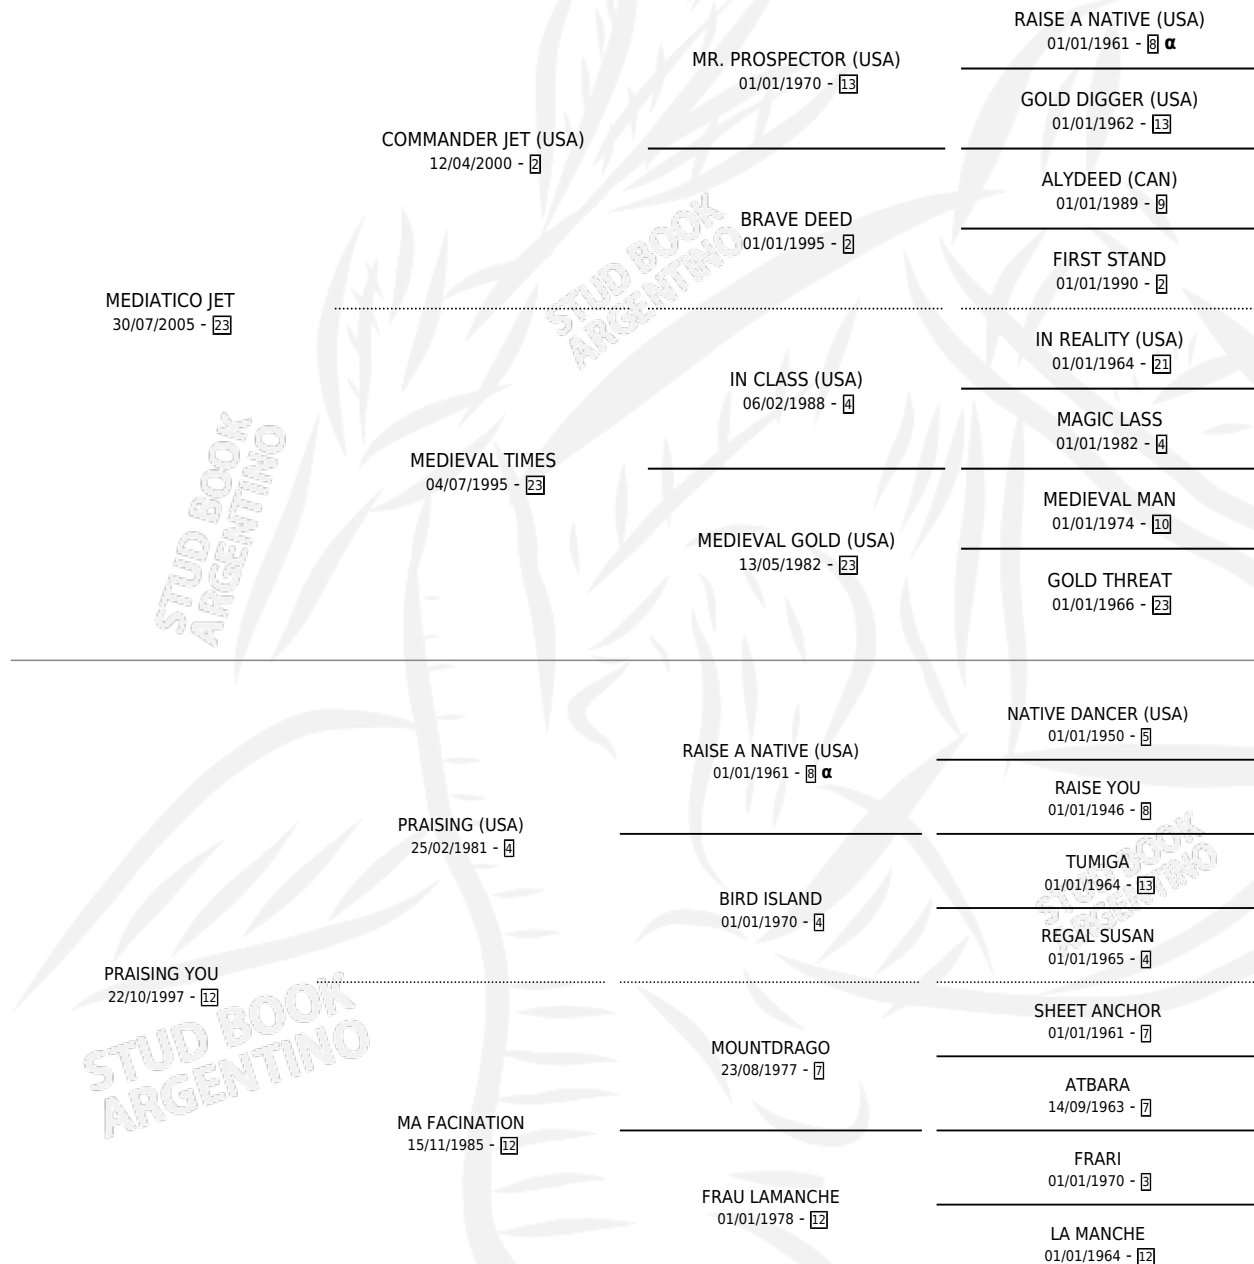 RAISE A NATIVE (USA)
01/01/1961 - 8 α
MR. PROSPECTOR (USA)
01/01/1970 - 13
GOLD DIGGER (USA)
01/01/1962 - 13
COMMANDER JET (USA)
12/04/2000 - 2
ALYDEED (CAN)
01/01/1989 - 9
BRAVE DEED
01/01/1995 - 2
FIRST STAND
01/01/1990 - 2
MEDIATICO JET
30/07/2005 - 23
IN REALITY (USA)
01/01/1964 - 21
IN CLASS (USA)
06/02/1988 - 4
MAGIC LASS
01/01/1982 - 4
MEDIEVAL TIMES
04/07/1995 - 23
MEDIEVAL MAN
01/01/1974 - 10
MEDIEVAL GOLD (USA)
13/05/1982 - 23
GOLD THREAT
01/01/1966 - 23
NATIVE DANCER (USA)
01/01/1950 - 5
RAISE A NATIVE (USA)
01/01/1961 - 8 α
RAISE YOU
01/01/1946 - 8
PRAISING (USA)
25/02/1981 - 4
TUMIGA
01/01/1964 - 13
BIRD ISLAND
01/01/1970 - 4
REGAL SUSAN
01/01/1965 - 4
PRAISING YOU
22/10/1997 - 12
SHEET ANCHOR
01/01/1961 - 7
MOUNTDRAGO
23/08/1977 - 7
ATBARA
14/09/1963 - 7
MA FACINATION
15/11/1985 - 12
FRARI
01/01/1970 - 3
FRAU LAMANCHE
01/01/1978 - 12
LA MANCHE
01/01/1964 - 12
STUD BOOK
ARGENTINO
STUD BOOK
ARGENTINO
STUD BOOK
ARGENTINO
STUD BOOK
ARGENTINO